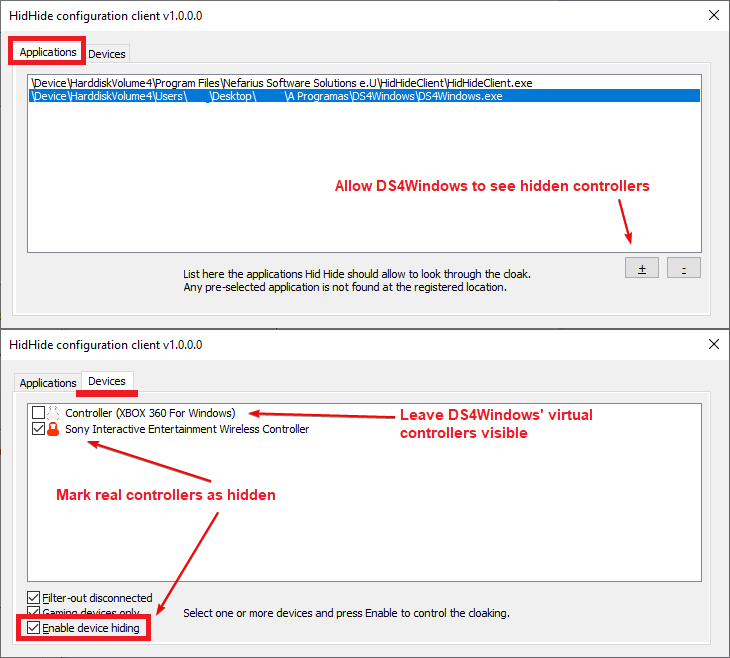 HidHide configuration client v1.0.0.0
Applications
Devices
\Device\HarddiskVolume4\Program Files\Nefarius Software Solutions e.U\HidHideClient\HidHideClient.exe
\Device\HarddiskVolume4\Users\ \Desktop\ \A Programas\DS4Windows\DS4Windows.exe
Allow DS4Windows to see hidden controllers
+
-
List here the applications Hid Hide should allow to look through the cloak.
Any pre-selected application is not found at the registered location.
HidHide configuration client v1.0.0.0
Applications
Devices
Controller (XBOX 360 For Windows)
Sony Interactive Entertainment Wireless Controller
Leave DS4Windows' virtual
controllers visible
Mark real controllers as hidden
Filter-out disconnected
Gaming devices only
Select one or more devices and press Enable to control the cloaking.
Enable device hiding